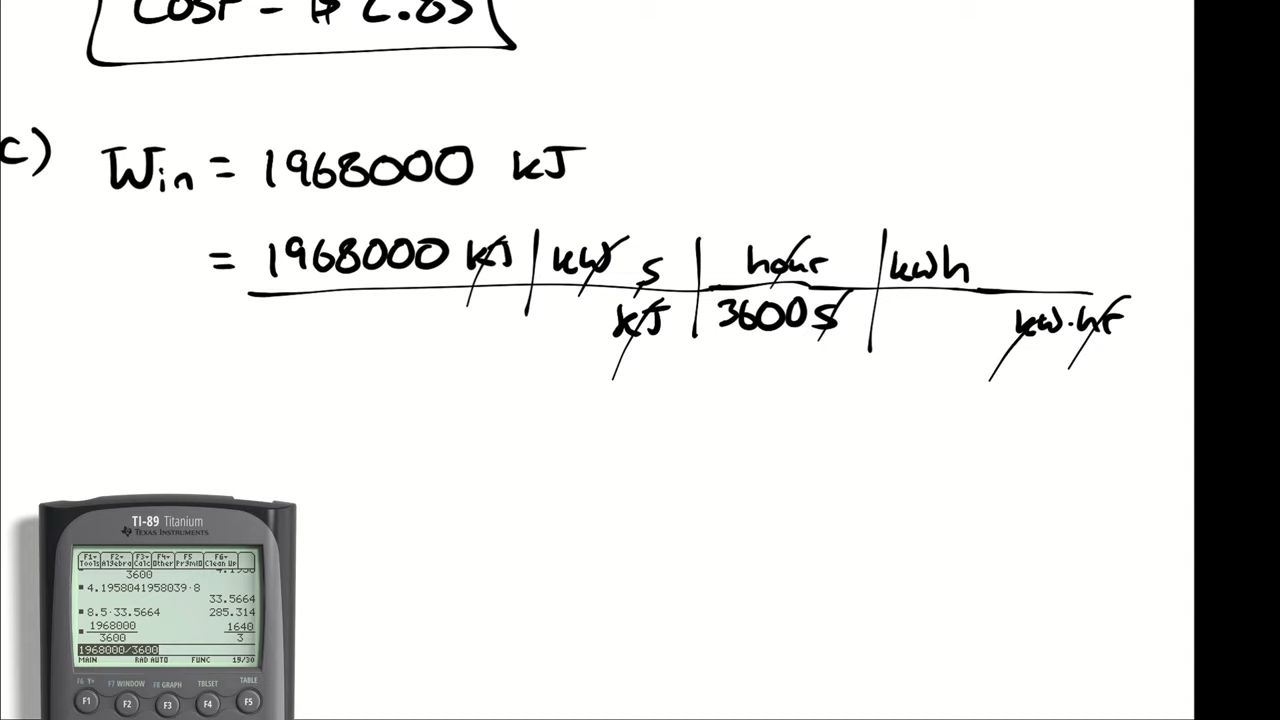 Cost = $ 2.85
c) Win = 1968000 kJ
= 1968000 kJ | kW s | hour | kWh
kJ | 3600 s | kW·hr
TI-89 Titanium
TEXAS INSTRUMENTS
F1 F2 F3 F4 F5 F6
Tools Algebra Calc Other PrgmIO Clean Up
3600
4.1958041958039·8
33.5664
8.5·33.5664 285.314
1968000 1640
3600 3
1968000/3600
MAIN RAD AUTO FUNC 19/30
F6 Y= F7 WINDOW F8 GRAPH TBLSET TABLE
F1 F2 F3 F4 F5